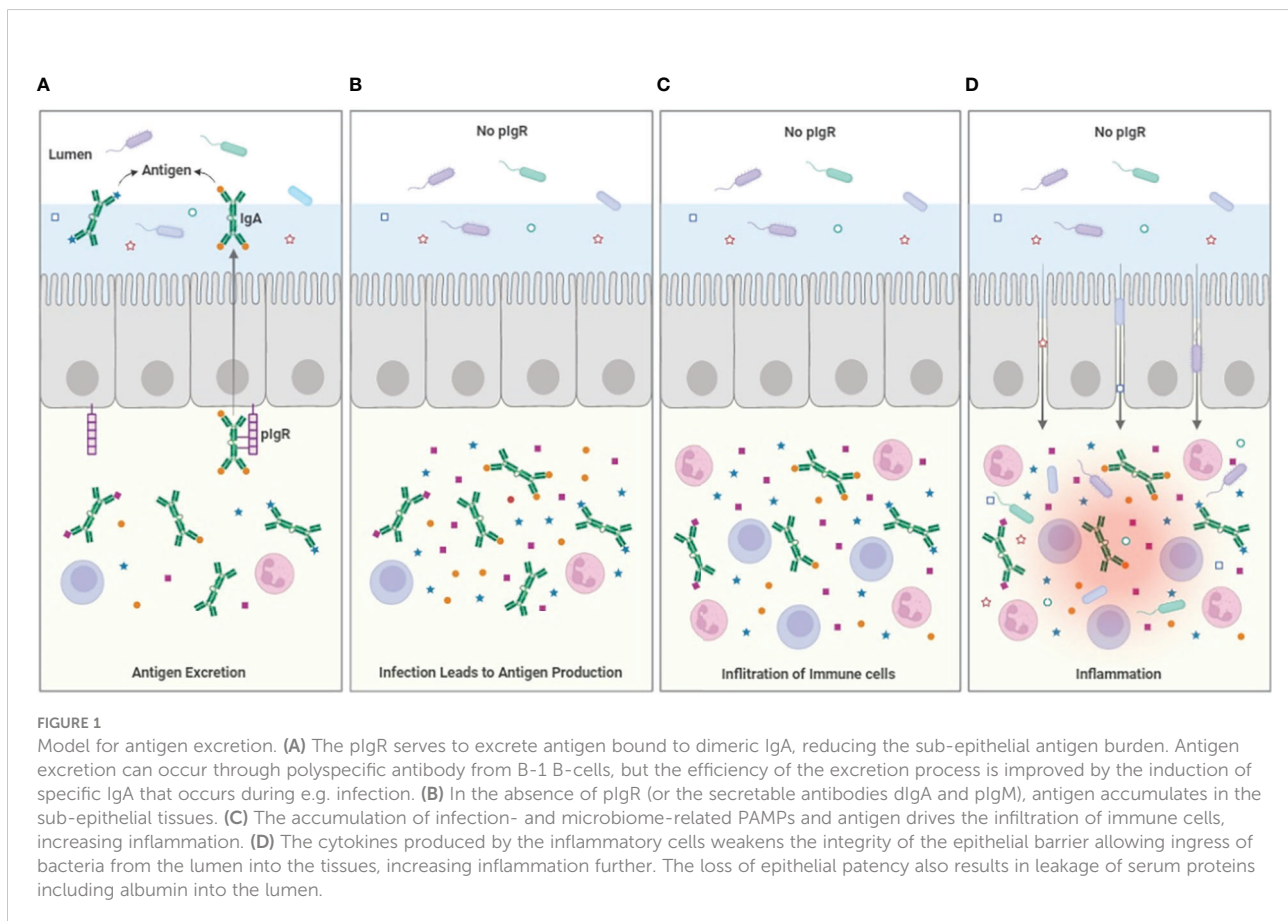 A
B
C
D
No pIgR
No pIgR
No pIgR
Lumen
Antigen
IgA
pIgR
Antigen Excretion
Infection Leads to Antigen Production
Inflitration of Immune cells
Inflammation
FIGURE 1
Model for antigen excretion. (A) The pIgR serves to excrete antigen bound to dimeric IgA, reducing the sub-epithelial antigen burden. Antigen
excretion can occur through polyspecific antibody from B-1 B-cells, but the efficiency of the excretion process is improved by the induction of
specific IgA that occurs during e.g. infection. (B) In the absence of pIgR (or the secretable antibodies dIgA and pIgM), antigen accumulates in the
sub-epithelial tissues. (C) The accumulation of infection- and microbiome-related PAMPs and antigen drives the infiltration of immune cells,
increasing inflammation. (D) The cytokines produced by the inflammatory cells weakens the integrity of the epithelial barrier allowing ingress of
bacteria from the lumen into the tissues, increasing inflammation further. The loss of epithelial patency also results in leakage of serum proteins
including albumin into the lumen.